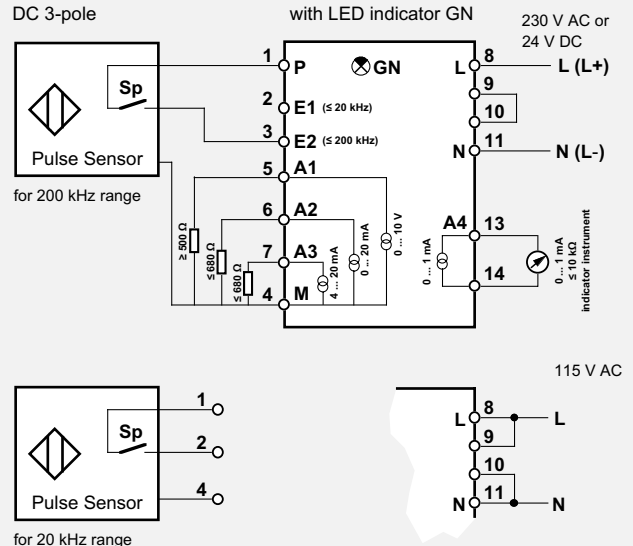 DC 3-pole
with LED indicator GN
230 V AC or
24 V DC
Sp
Pulse Sensor
for 200 kHz range
1 P
GN
L 8 L (L+)
2 E1 (≤ 20 kHz)
9
10
3 E2 (≤ 200 kHz)
N 11 N (L-)
5 A1
6 A2
7 A3
4 M
≥ 500 Ω
≤ 680 Ω
≤ 680 Ω
4 ... 20 mA
0 ... 20 mA
0 ... 10 V
A4 13
14
0 ... 1 mA
0 ... 1 mA
≤ 10 kΩ
indicator instrument
115 V AC
Sp
Pulse Sensor
for 20 kHz range
1
2
4
L 8 L
9
10
N 11 N